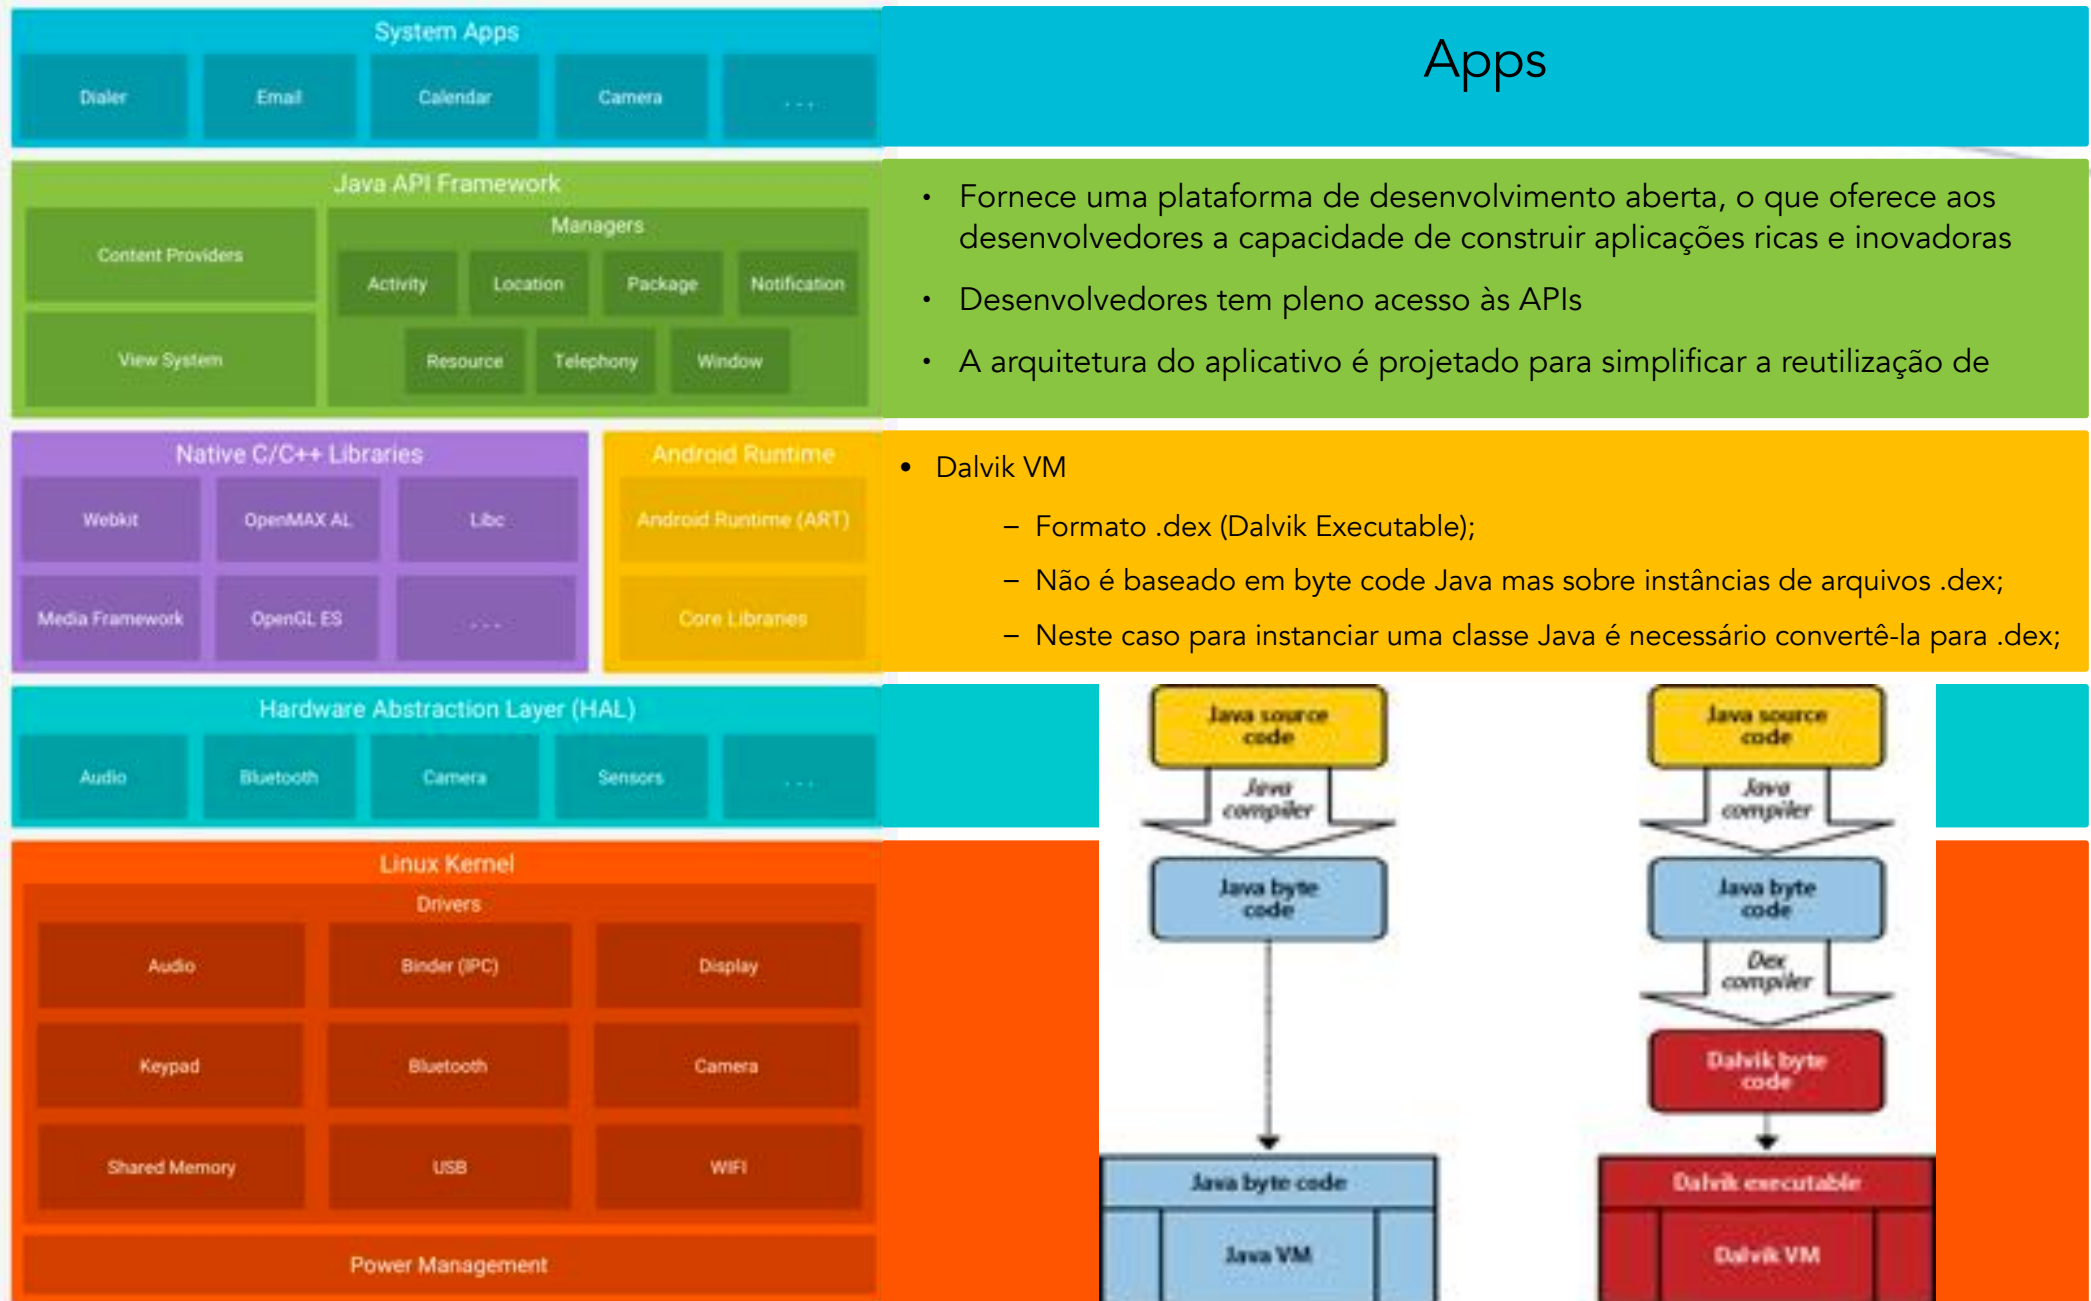 System Apps
Dialer
Email
Calendar
Camera
. . .
Apps
Java API Framework
Content Providers
View System
Managers
Activity
Location
Package
Notification
Resource
Telephony
Window
• Fornece uma plataforma de desenvolvimento aberta, o que oferece aos
desenvolvedores a capacidade de construir aplicações ricas e inovadoras
• Desenvolvedores tem pleno acesso às APIs
• A arquitetura do aplicativo é projetado para simplificar a reutilização de
Native C/C++ Libraries
Webkit
OpenMAX AL
Libc
Media Framework
OpenGL ES
. . .
Android Runtime
Android Runtime (ART)
Core Libraries
• Dalvik VM
– Formato .dex (Dalvik Executable);
– Não é baseado em byte code Java mas sobre instâncias de arquivos .dex;
– Neste caso para instanciar uma classe Java é necessário convertê-la para .dex;
Hardware Abstraction Layer (HAL)
Audio
Bluetooth
Camera
Sensors
. . .
Linux Kernel
Drivers
Audio
Binder (IPC)
Display
Keypad
Bluetooth
Camera
Shared Memory
USB
WIFI
Power Management
Java source
code
Java
compiler
Java byte
code
Java byte code
Java VM
Java source
code
Java
compiler
Java byte
code
Dex
compiler
Dalvik byte
code
Dalvik executable
Dalvik VM